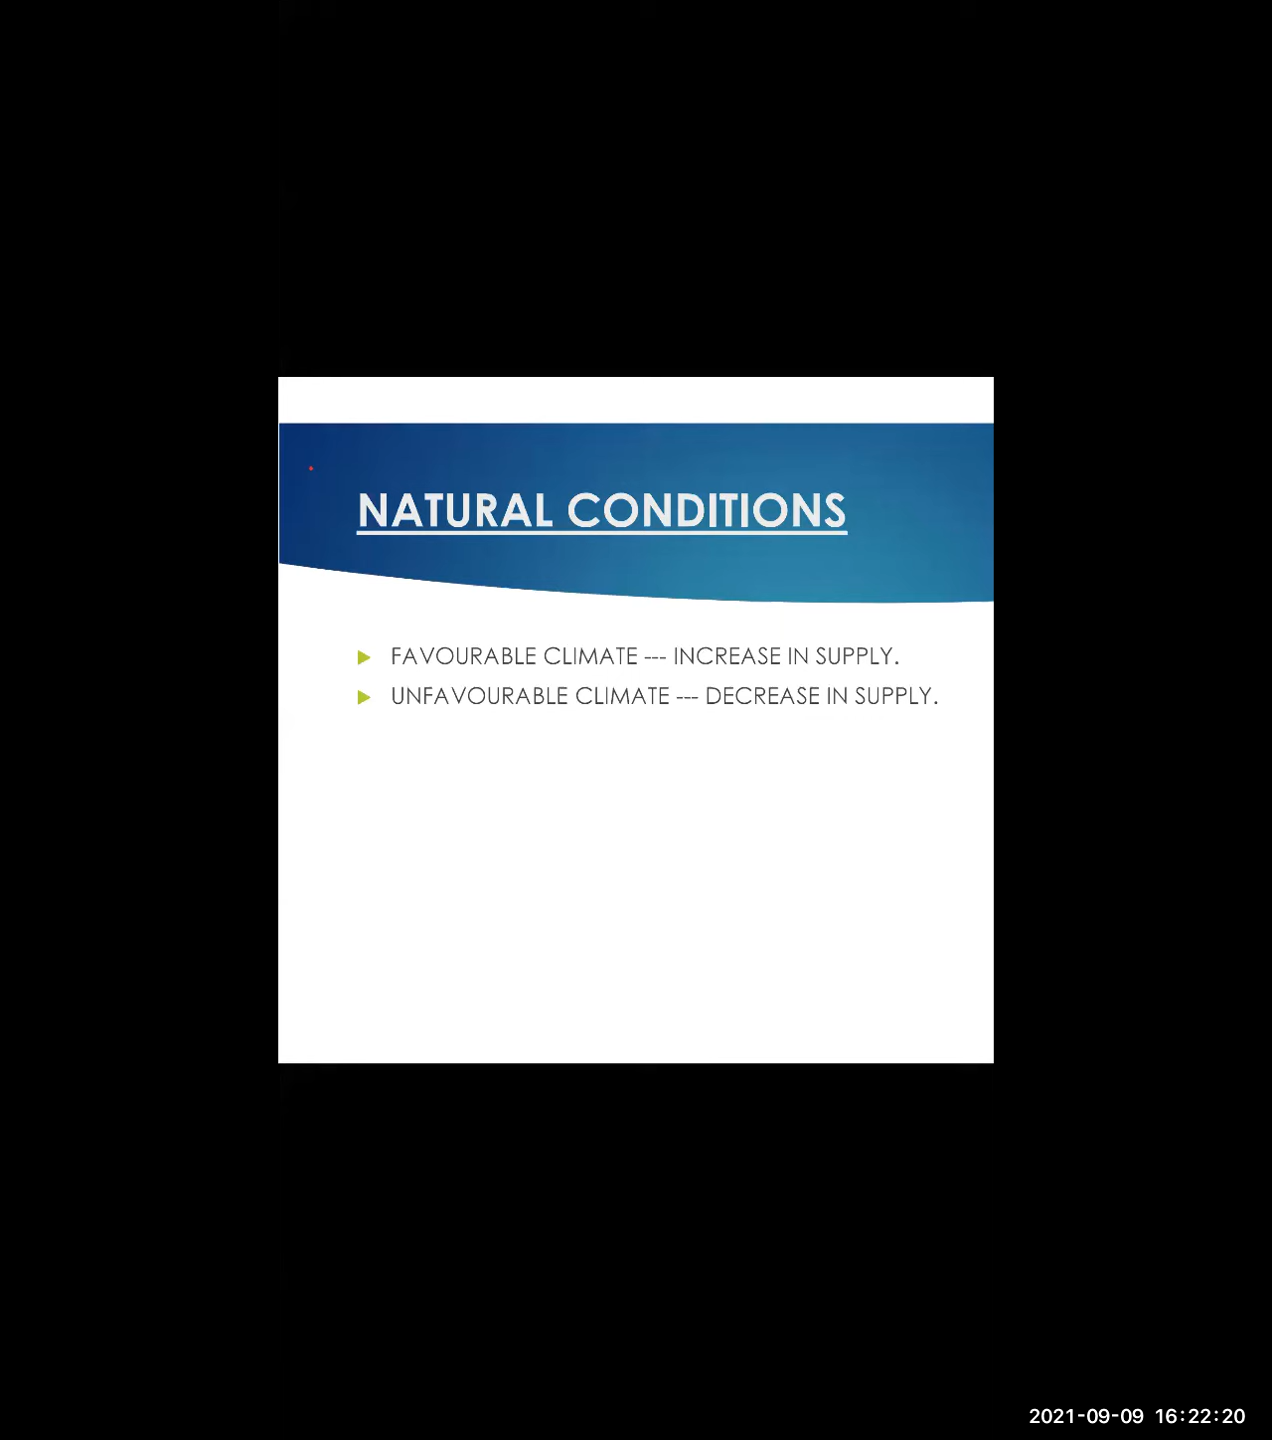 NATURAL CONDITIONS
FAVOURABLE CLIMATE --- INCREASE IN SUPPLY.
UNFAVOURABLE CLIMATE --- DECREASE IN SUPPLY.
2021-09-09 16:22:20